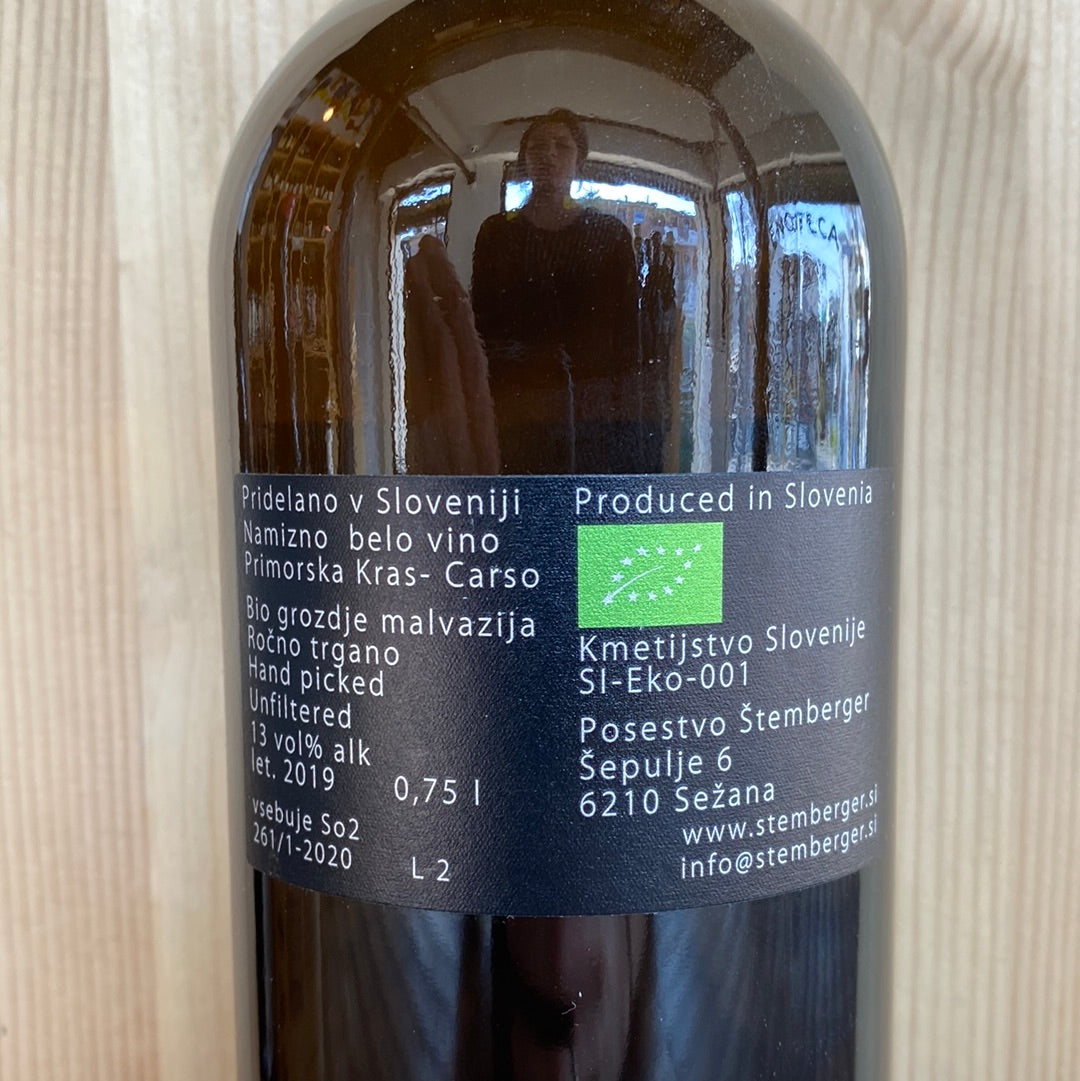 Pridelano v Sloveniji
Namizno belo vino
Primorska Kras- Carso
Bio grozdje malvazija
Ročno trgano
Hand picked
Unfiltered
13 vol% alk
let. 2019
0,75 l
vsebuje So2
261/1-2020
L 2
Produced in Slovenia
Kmetijstvo Slovenije
SI-Eko-001
Posestvo Štemberger
Šepulje 6
6210 Sežana
www.stemberger.si
info@stemberger.si